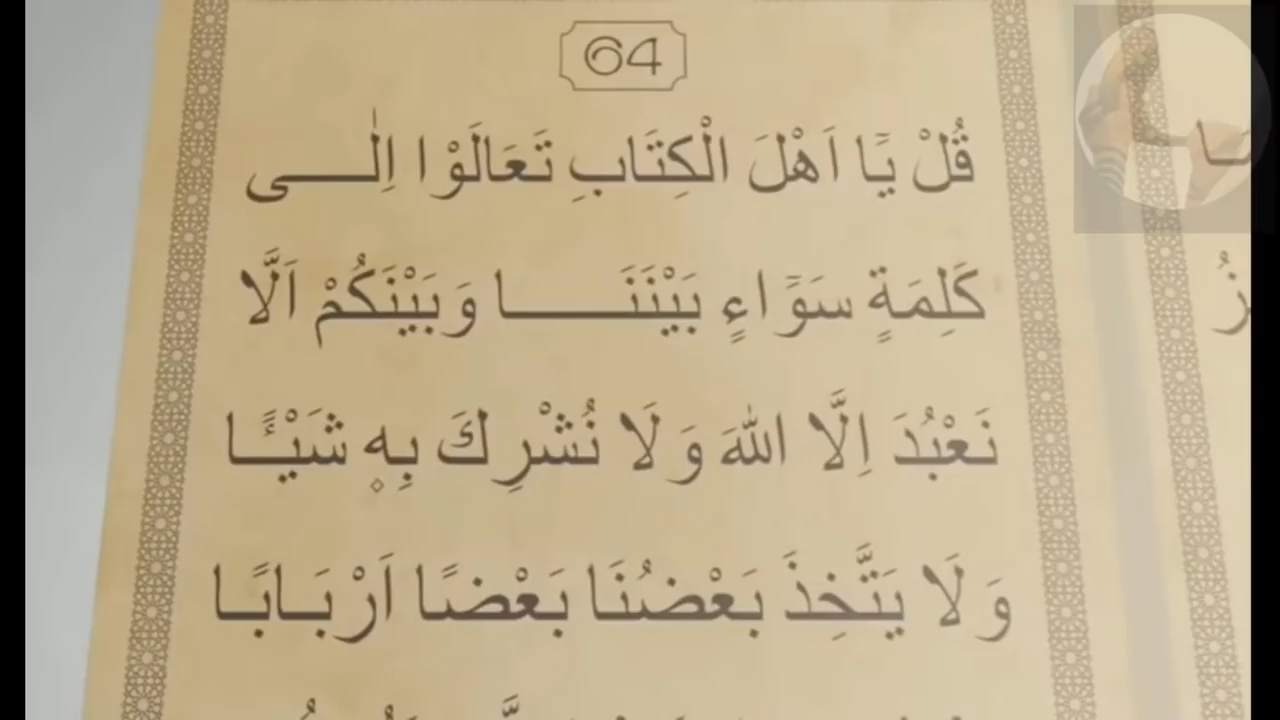 64
قُلْ يَٓا اَهْلَ الْكِتَابِ تَعَالَوْا اِلٰى
كَلِمَةٍ سَوَٓاءٍ بَيْنَنَا وَبَيْنَكُمْ اَلَّا
نَعْبُدَ اِلَّا اللّٰهَ وَلَا نُشْرِكَ بِهٖ شَيْـًٔا
وَلَا يَتَّخِذَ بَعْضُنَا بَعْضًا اَرْبَابًا